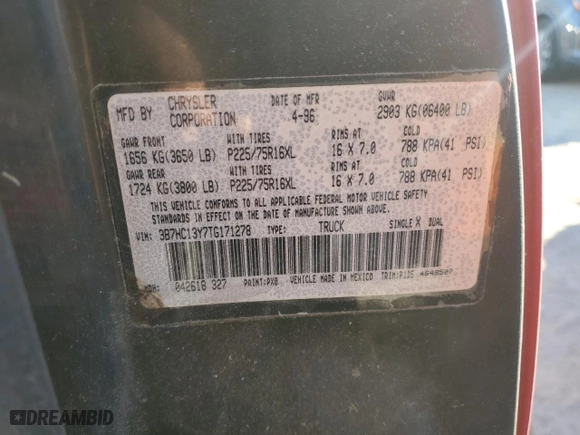 MFD BY CHRYSLER CORPORATION DATE OF MFR 4-96 GVWR 2903 KG(06400 LB)
GAWR FRONT WITH TIRES RIMS AT COLD
1656 KG(3650 LB) P225/75R16XL 16 X 7.0 788 KPA(41 PSI)
GAWR REAR WITH TIRES RIMS AT COLD
1724 KG(3800 LB) P225/75R16XL 16 X 7.0 788 KPA(41 PSI)
THIS VEHICLE CONFORMS TO ALL APPLICABLE FEDERAL MOTOR VEHICLE SAFETY
STANDARDS IN EFFECT ON THE DATE OF MANUFACTURE SHOWN ABOVE
VIN: 3B7HC13Y7TG171278 TYPE: TRUCK SINGLE X DUAL
MDH: 042618 327 PAINT:PX8 VEHICLE MADE IN MEXICO TRIM:P1D5
DREAMBID